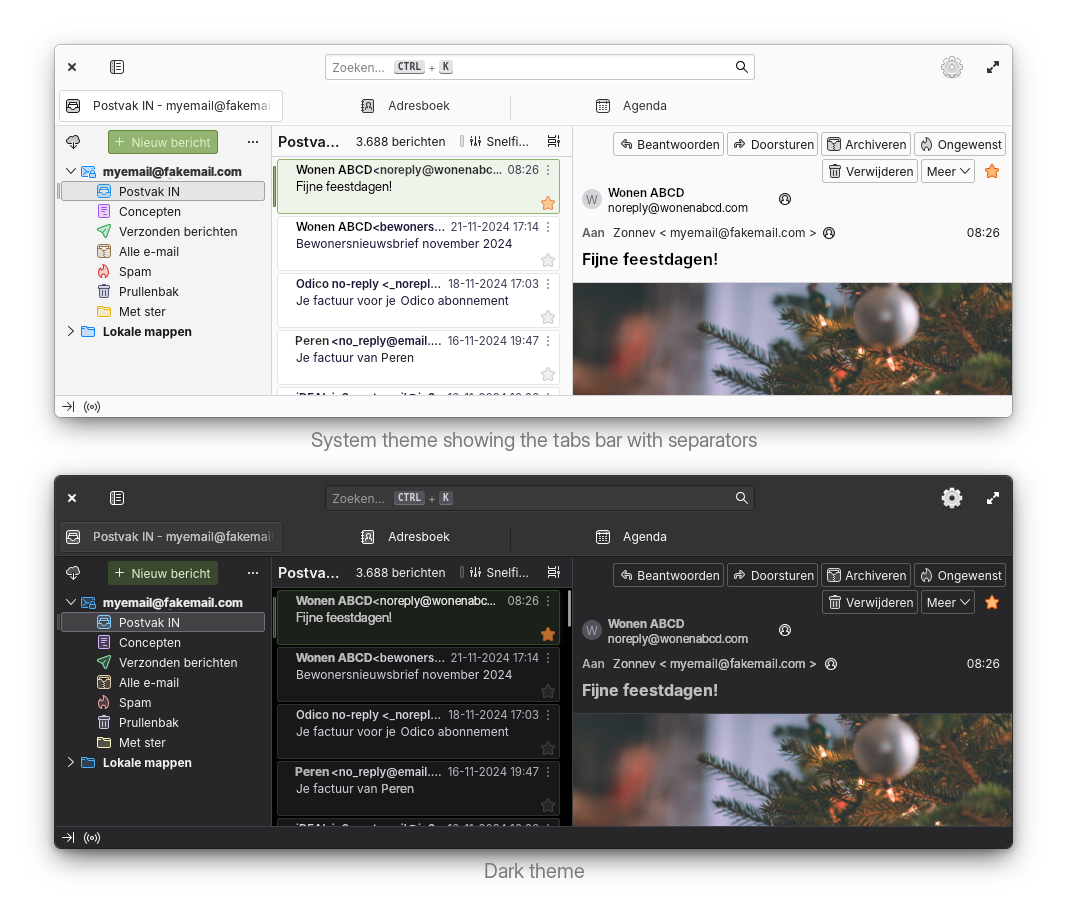 Zoeken... CTRL + K
Postvak IN - myemail@fakemai Adresboek Agenda
+ Nieuw bericht ...
myemail@fakemail.com
Postvak IN
Concepten
Verzonden berichten
Alle e-mail
Spam
Prullenbak
Met ster
Lokale mappen
Postva... 3.688 berichten Snelfi...
Wonen ABCD<noreply@wonenabc... 08:26
Fijne feestdagen!
Wonen ABCD<bewoners... 21-11-2024 17:14
Bewonersnieuwsbrief november 2024
Odico no-reply <_norepl... 18-11-2024 17:03
Je factuur voor je Odico abonnement
Peren <no_reply@email.... 16-11-2024 19:47
Je factuur van Peren
Beantwoorden Doorsturen Archiveren Ongewenst
Verwijderen Meer
W Wonen ABCD
noreply@wonenabcd.com
Aan Zonnev < myemail@fakemail.com > 08:26
Fijne feestdagen!
System theme showing the tabs bar with separators
Zoeken... CTRL + K
Postvak IN - myemail@fakemai Adresboek Agenda
+ Nieuw bericht ...
myemail@fakemail.com
Postvak IN
Concepten
Verzonden berichten
Alle e-mail
Spam
Prullenbak
Met ster
Lokale mappen
Postva... 3.688 berichten Snelfi...
Wonen ABCD<noreply@wonenabc... 08:26
Fijne feestdagen!
Wonen ABCD<bewoners... 21-11-2024 17:14
Bewonersnieuwsbrief november 2024
Odico no-reply <_norepl... 18-11-2024 17:03
Je factuur voor je Odico abonnement
Peren <no_reply@email.... 16-11-2024 19:47
Je factuur van Peren
Beantwoorden Doorsturen Archiveren Ongewenst
Verwijderen Meer
W Wonen ABCD
noreply@wonenabcd.com
Aan Zonnev < myemail@fakemail.com > 08:26
Fijne feestdagen!
Dark theme